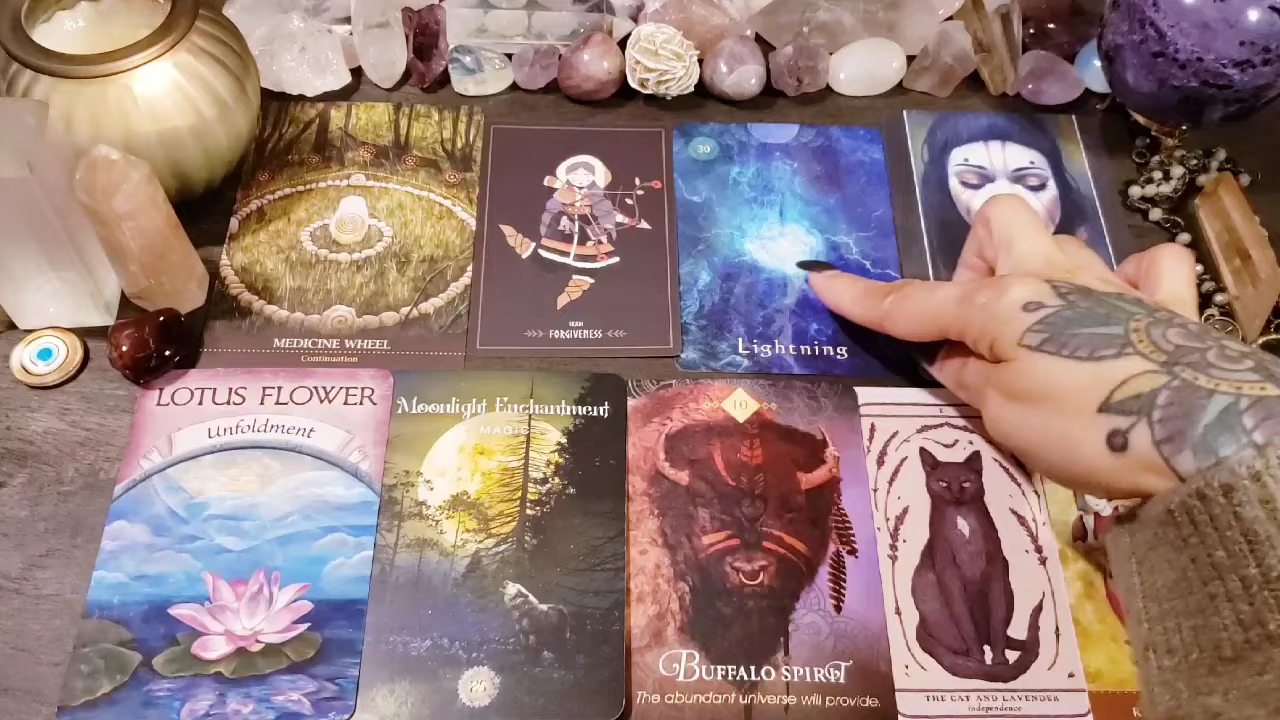 MEDICINE WHEEL
Continuation
FORGIVENESS
30
Lightning
LOTUS FLOWER
Unfoldment
Moonlight Enchantment
MAGIC
10
BUFFALO SPIRIT
The abundant universe will provide.
THE CAT AND LAVENDER
independence
R